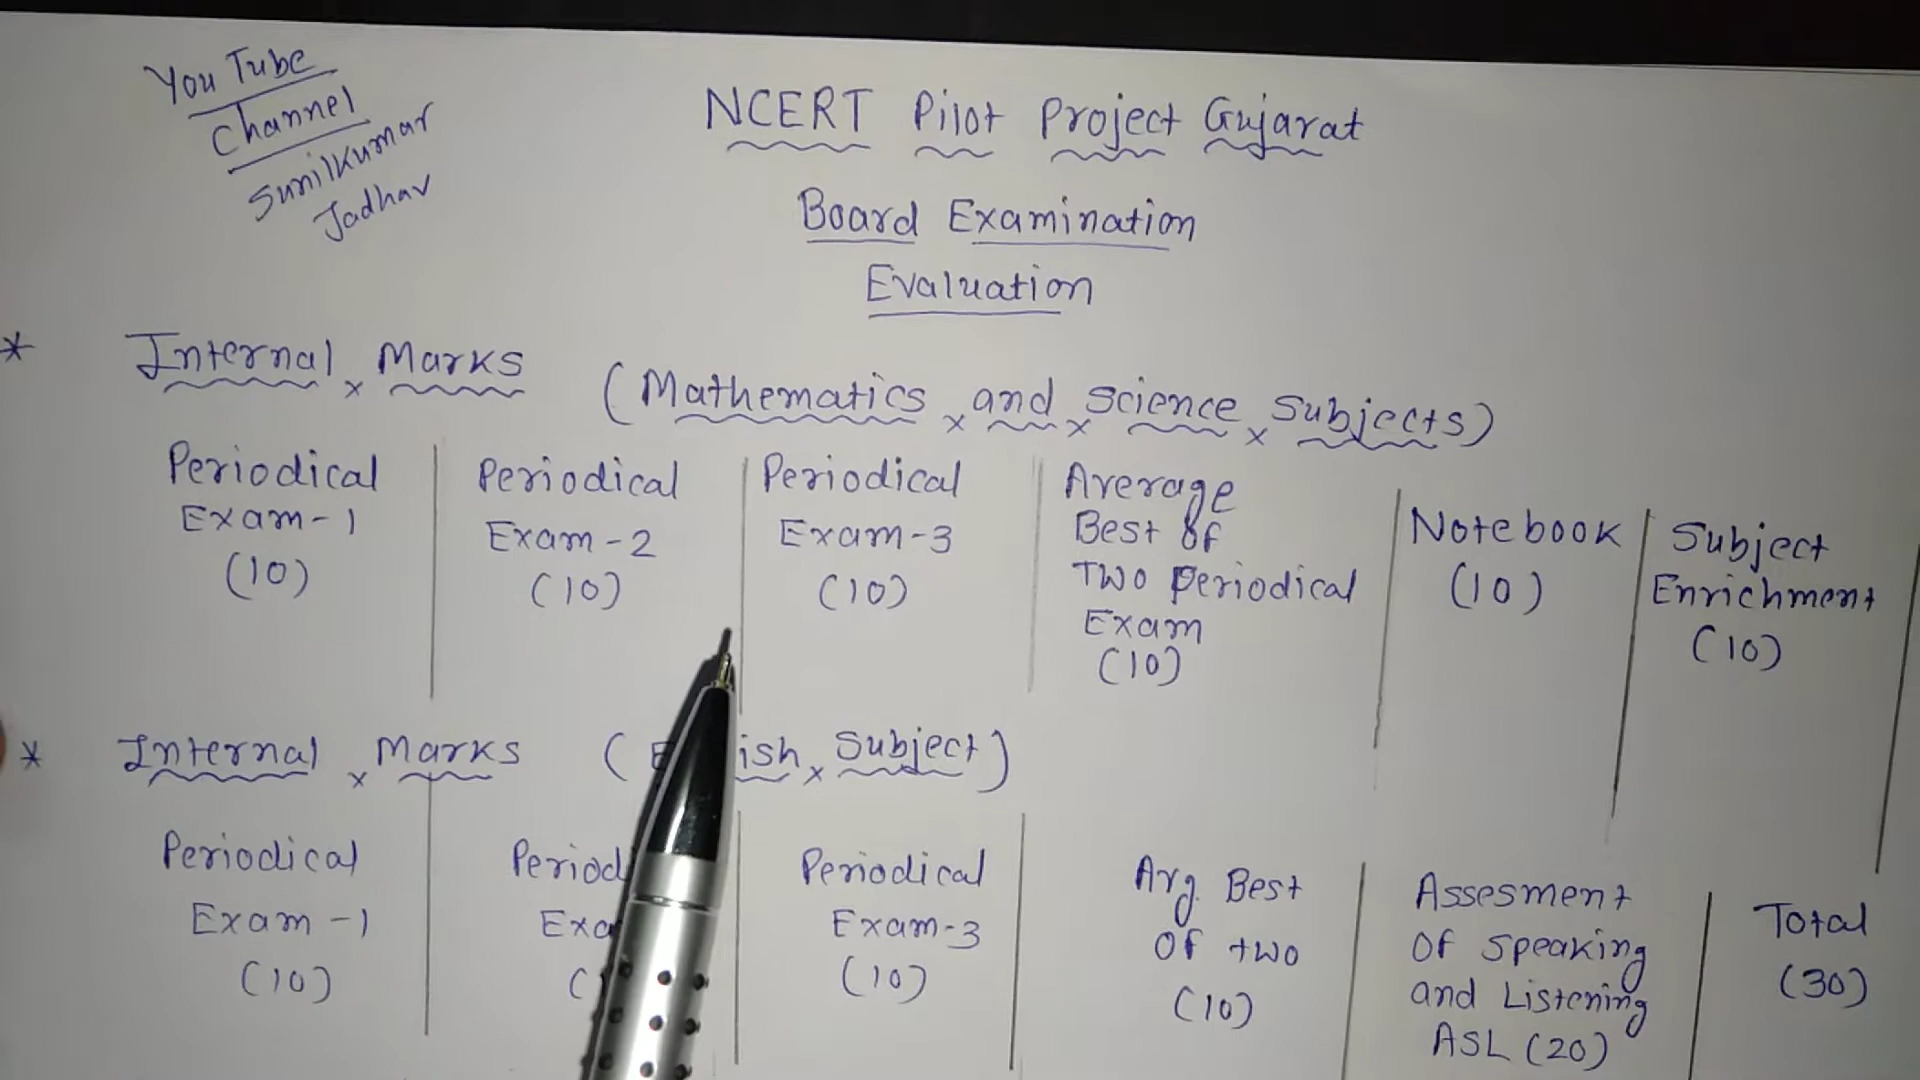 You Tube
Channel
Sunilkumar
Jadhav
NCERT Pilot Project Gujarat
Board Examination
Evaluation
* Internal Marks (Mathematics and Science Subjects)
Periodical
Exam-1
(10)
Periodical
Exam-2
(10)
Periodical
Exam-3
(10)
Average
Best of
Two Periodical
Exam
(10)
Notebook
(10)
Subject
Enrichment
(10)
* Internal Marks ( Subject)
Periodical
Exam-1
(10)
Periodical
Exam-3
(10)
Avg. Best
Of two
(10)
Assesment
Of Speaking
and Listening
ASL (20)
Total
(30)